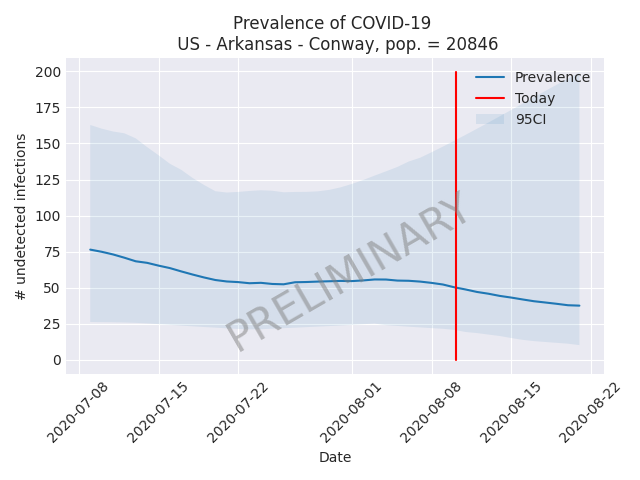 Prevalence of COVID-19
US - Arkansas - Conway, pop. = 20846
# undetected infections
200
175
150
125
100
75
50
25
0
Prevalence
Today
95CI
PRELIMINARY
2020-07-08
2020-07-15
2020-07-22
2020-08-01
2020-08-08
2020-08-15
2020-08-22
Date